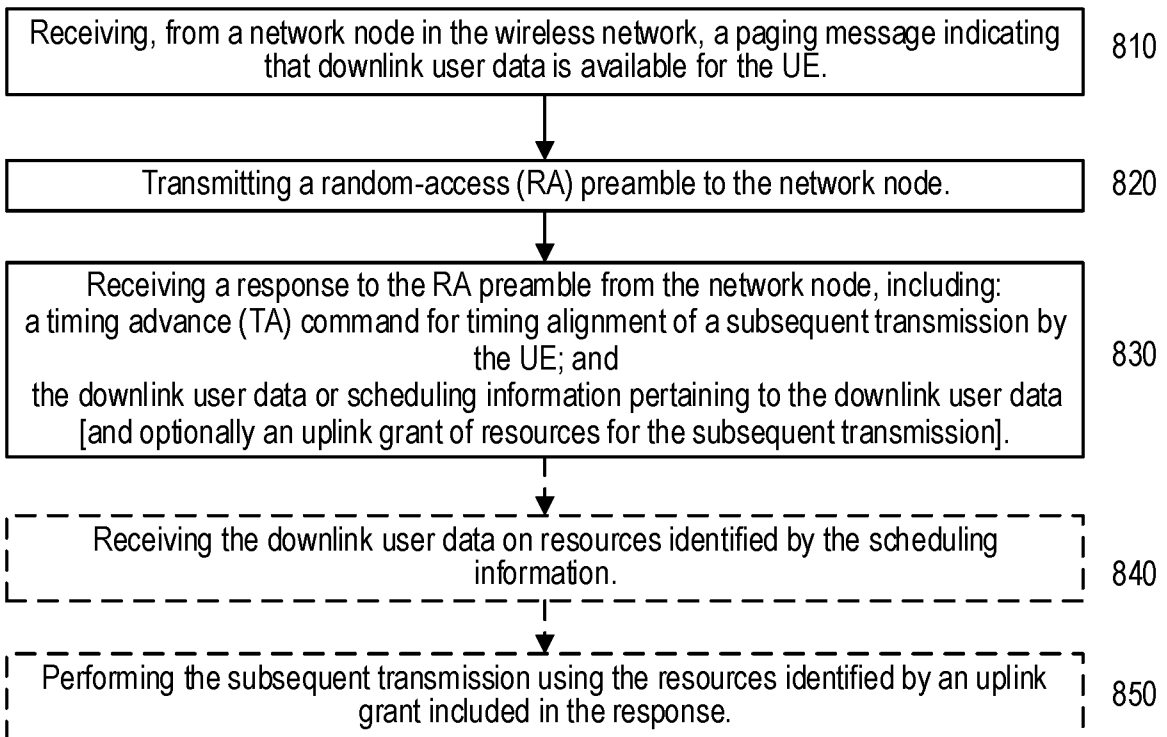 Receiving, from a network node in the wireless network, a paging message indicating
that downlink user data is available for the UE.
810
Transmitting a random-access (RA) preamble to the network node.
820
Receiving a response to the RA preamble from the network node, including:
a timing advance (TA) command for timing alignment of a subsequent transmission by
the UE; and
the downlink user data or scheduling information pertaining to the downlink user data
[and optionally an uplink grant of resources for the subsequent transmission].
830
Receiving the downlink user data on resources identified by the scheduling
information.
840
Performing the subsequent transmission using the resources identified by an uplink
grant included in the response.
850